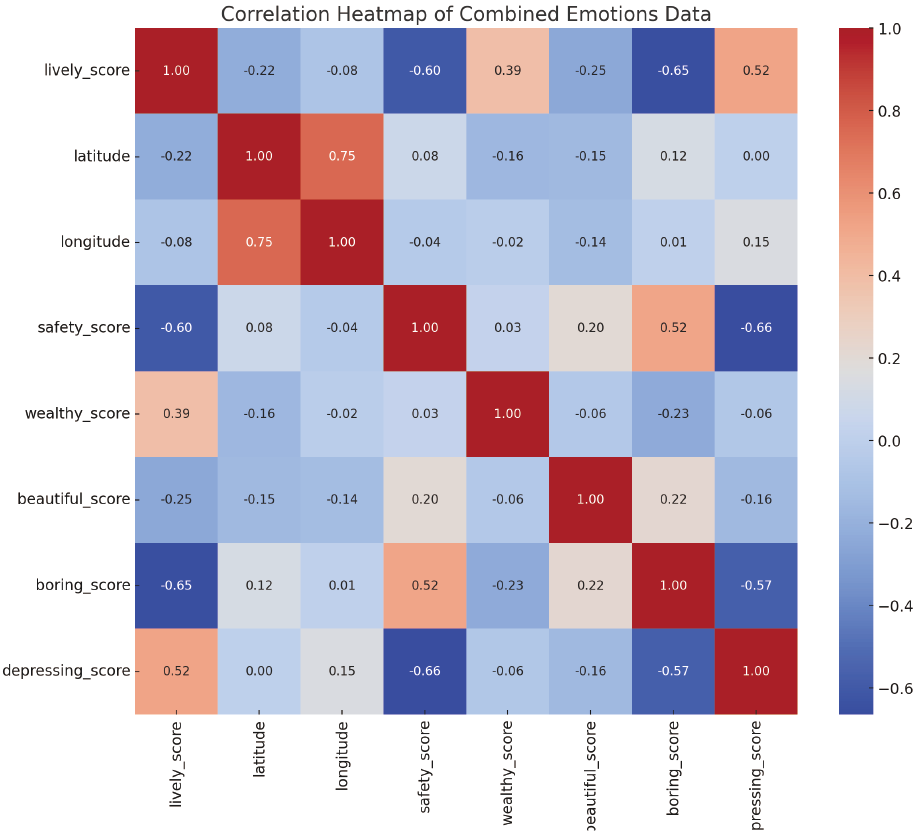 Correlation Heatmap of Combined Emotions Data
lively_score 1.00 -0.22 -0.08 -0.60 0.39 -0.25 -0.65 0.52
latitude -0.22 1.00 0.75 0.08 -0.16 -0.15 0.12 0.00
longitude -0.08 0.75 1.00 -0.04 -0.02 -0.14 0.01 0.15
safety_score -0.60 0.08 -0.04 1.00 0.03 0.20 0.52 -0.66
wealthy_score 0.39 -0.16 -0.02 0.03 1.00 -0.06 -0.23 -0.06
beautiful_score -0.25 -0.15 -0.14 0.20 -0.06 1.00 0.22 -0.16
boring_score -0.65 0.12 0.01 0.52 -0.23 0.22 1.00 -0.57
depressing_score 0.52 0.00 0.15 -0.66 -0.06 -0.16 -0.57 1.00
lively_score
latitude
longitude
safety_score
wealthy_score
beautiful_score
boring_score
pressing_score
1.0
0.8
0.6
0.4
0.2
0.0
−0.2
−0.4
−0.6